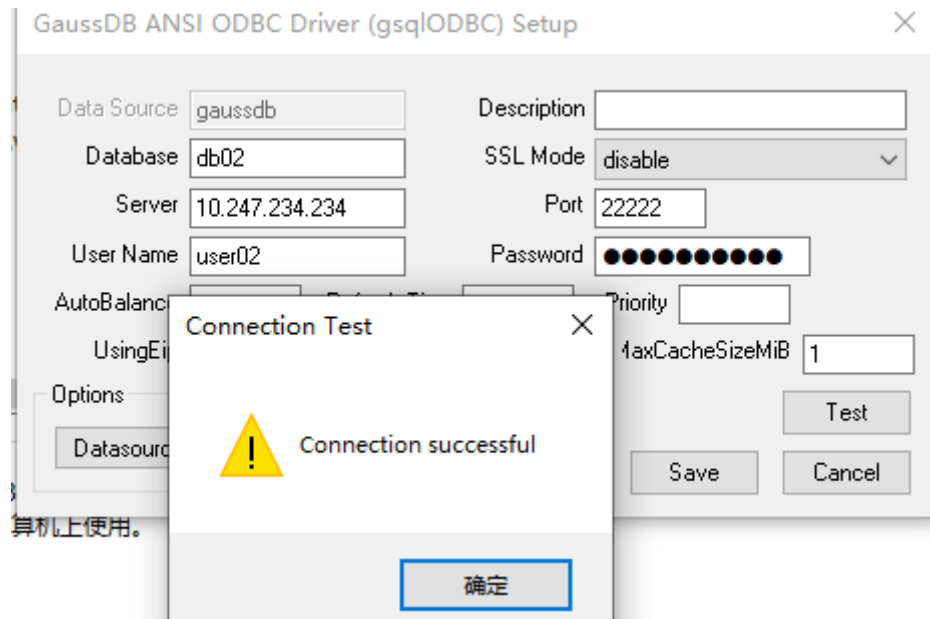 GaussDB ANSI ODBC Driver (gsqlODBC) Setup
Data Source gaussdb Description
Database db02 SSL Mode disable
Server 10.247.234.234 Port 22222
User Name user02 Password ●●●●●●●●●●
Priority
Connection Test
MaxCacheSizeMiB 1
Options
Test
Connection successful
Save Cancel
算机上使用。
确定